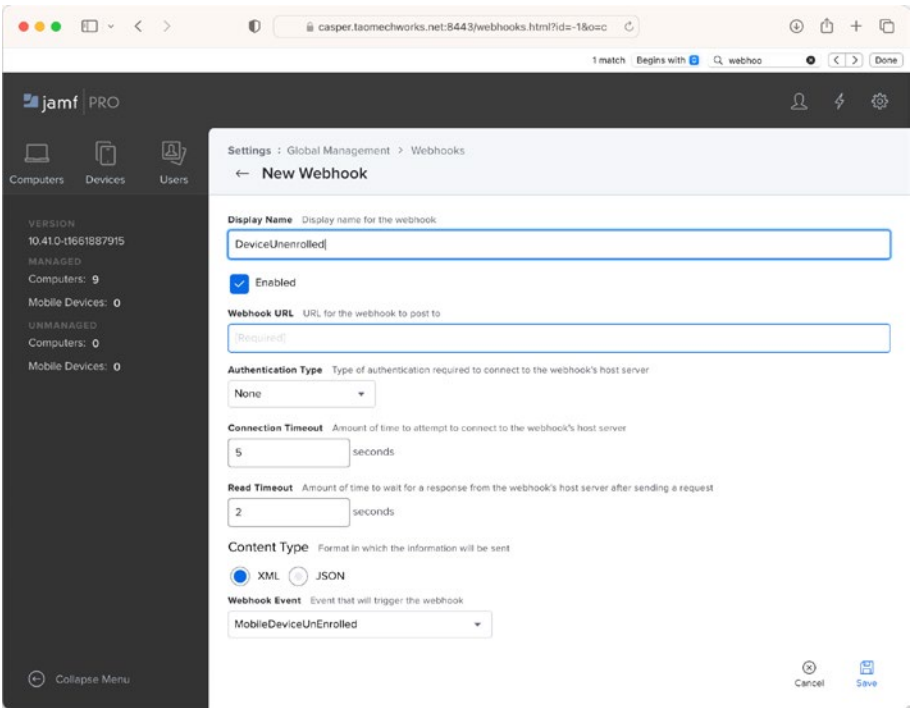 casper.taomechworks.net:8443/webhooks.html?id=-1&o=c
1 match Begins with webhoo Done
jamf PRO
Computers Devices Users
VERSION
10.41.0-t1661887915
MANAGED
Computers: 9
Mobile Devices: 0
UNMANAGED
Computers: 0
Mobile Devices: 0
Collapse Menu
Settings : Global Management > Webhooks
← New Webhook
Display Name Display name for the webhook
DeviceUnenrolled
Enabled
Webhook URL URL for the webhook to post to
[Required]
Authentication Type Type of authentication required to connect to the webhook's host server
None
Connection Timeout Amount of time to attempt to connect to the webhook's host server
5 seconds
Read Timeout Amount of time to wait for a response from the webhook's host server after sending a request
2 seconds
Content Type Format in which the information will be sent
XML JSON
Webhook Event Event that will trigger the webhook
MobileDeviceUnEnrolled
Cancel Save